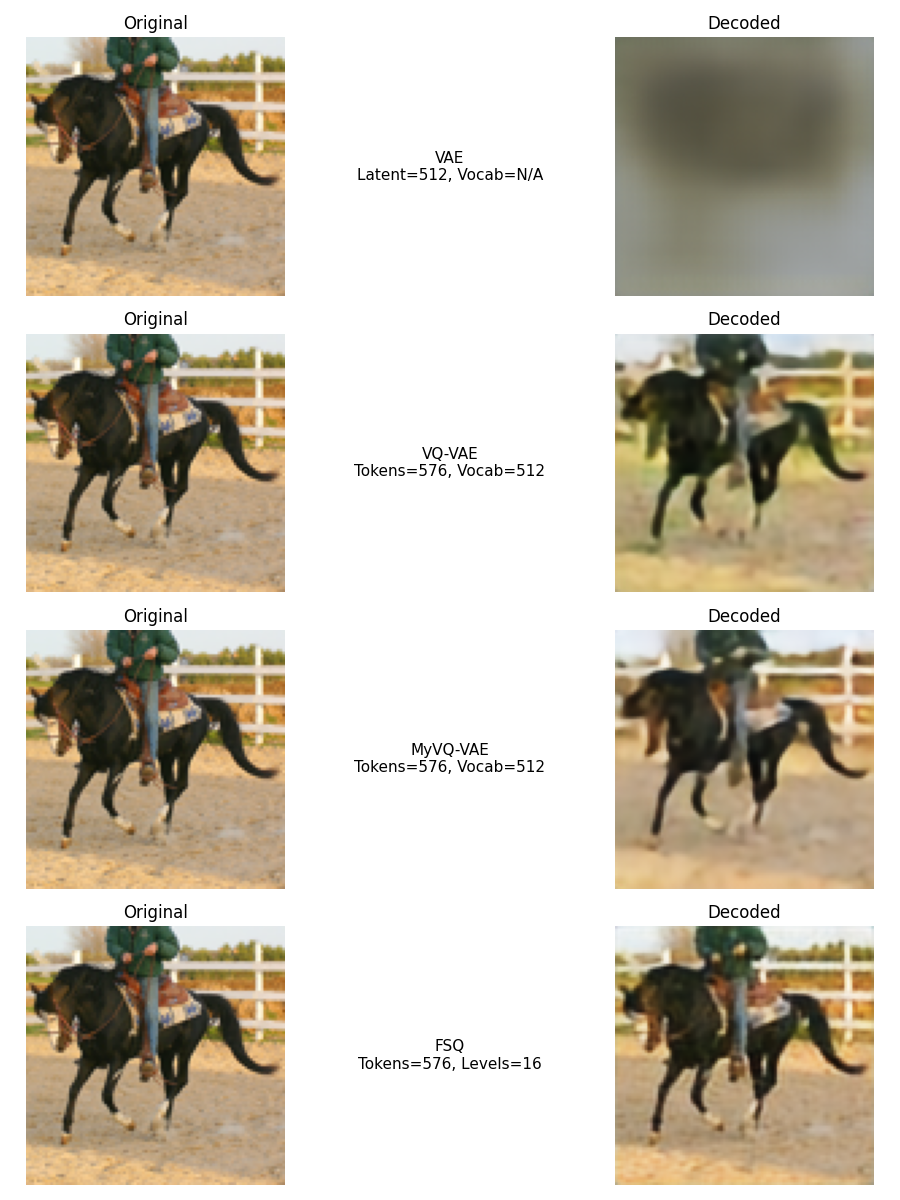 Original
Decoded
VAE
Latent=512, Vocab=N/A
Original
Decoded
VQ-VAE
Tokens=576, Vocab=512
Original
Decoded
MyVQ-VAE
Tokens=576, Vocab=512
Original
Decoded
FSQ
Tokens=576, Levels=16